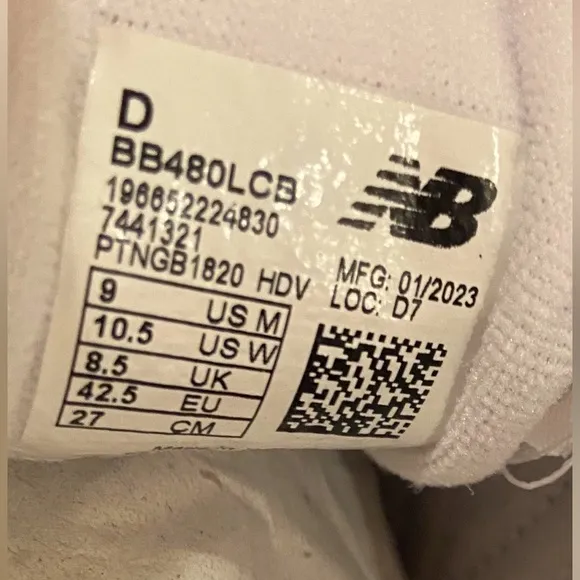 D
BB480LCB
196652224830
7441321
PTNGB1820 HDV
NB
MFG: 01/2023
LOC: D7
9 US M
10.5 US W
8.5 UK
42.5 EU
27 CM